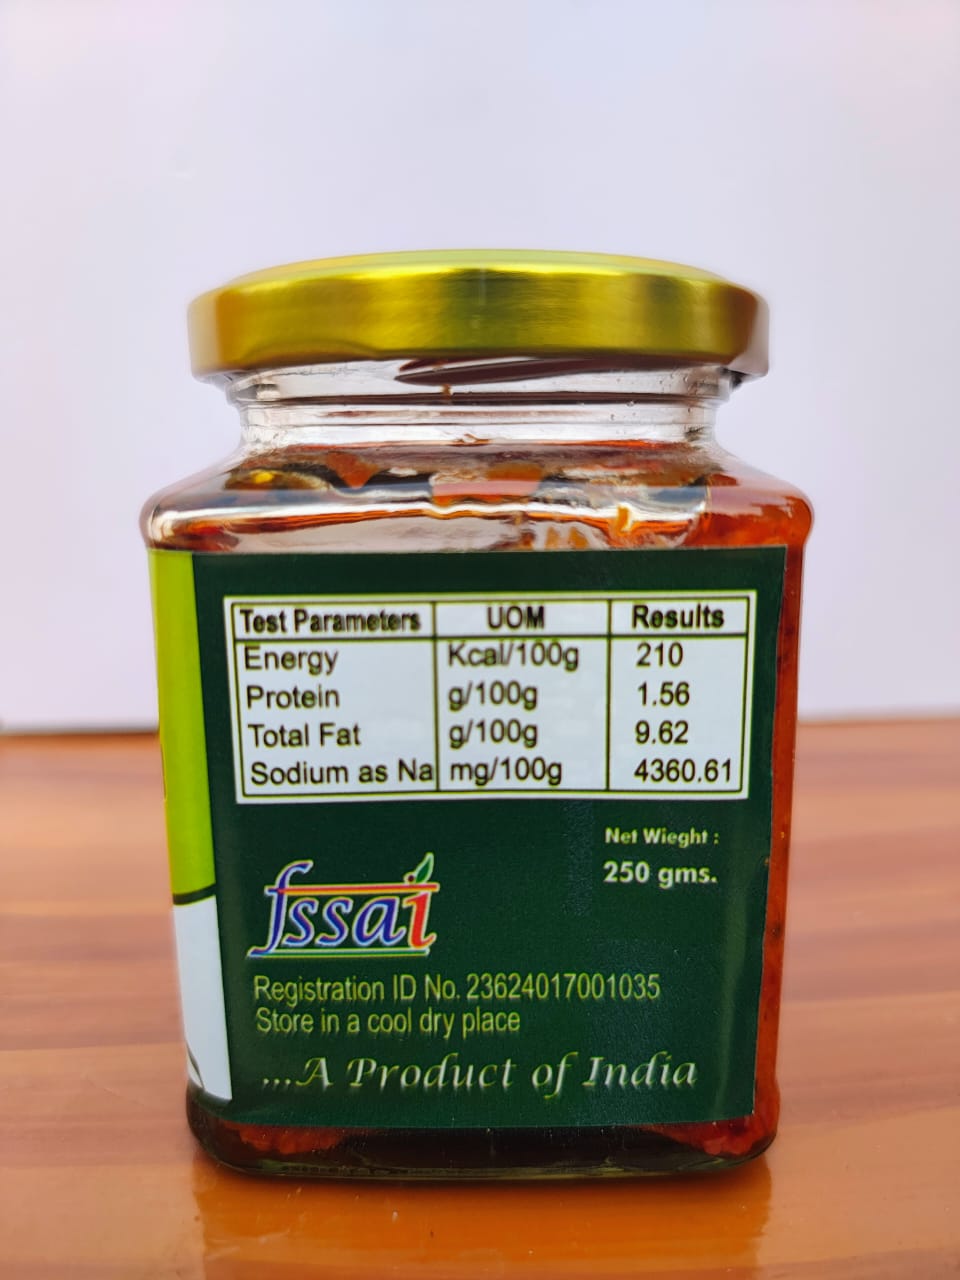 Test Parameters UOM Results
Energy Kcal/100g 210
Protein g/100g 1.56
Total Fat g/100g 9.62
Sodium as Na mg/100g 4360.61
Net Wieght :
250 gms.
fssai
Registration ID No. 23624017001035
Store in a cool dry place
...A Product of India